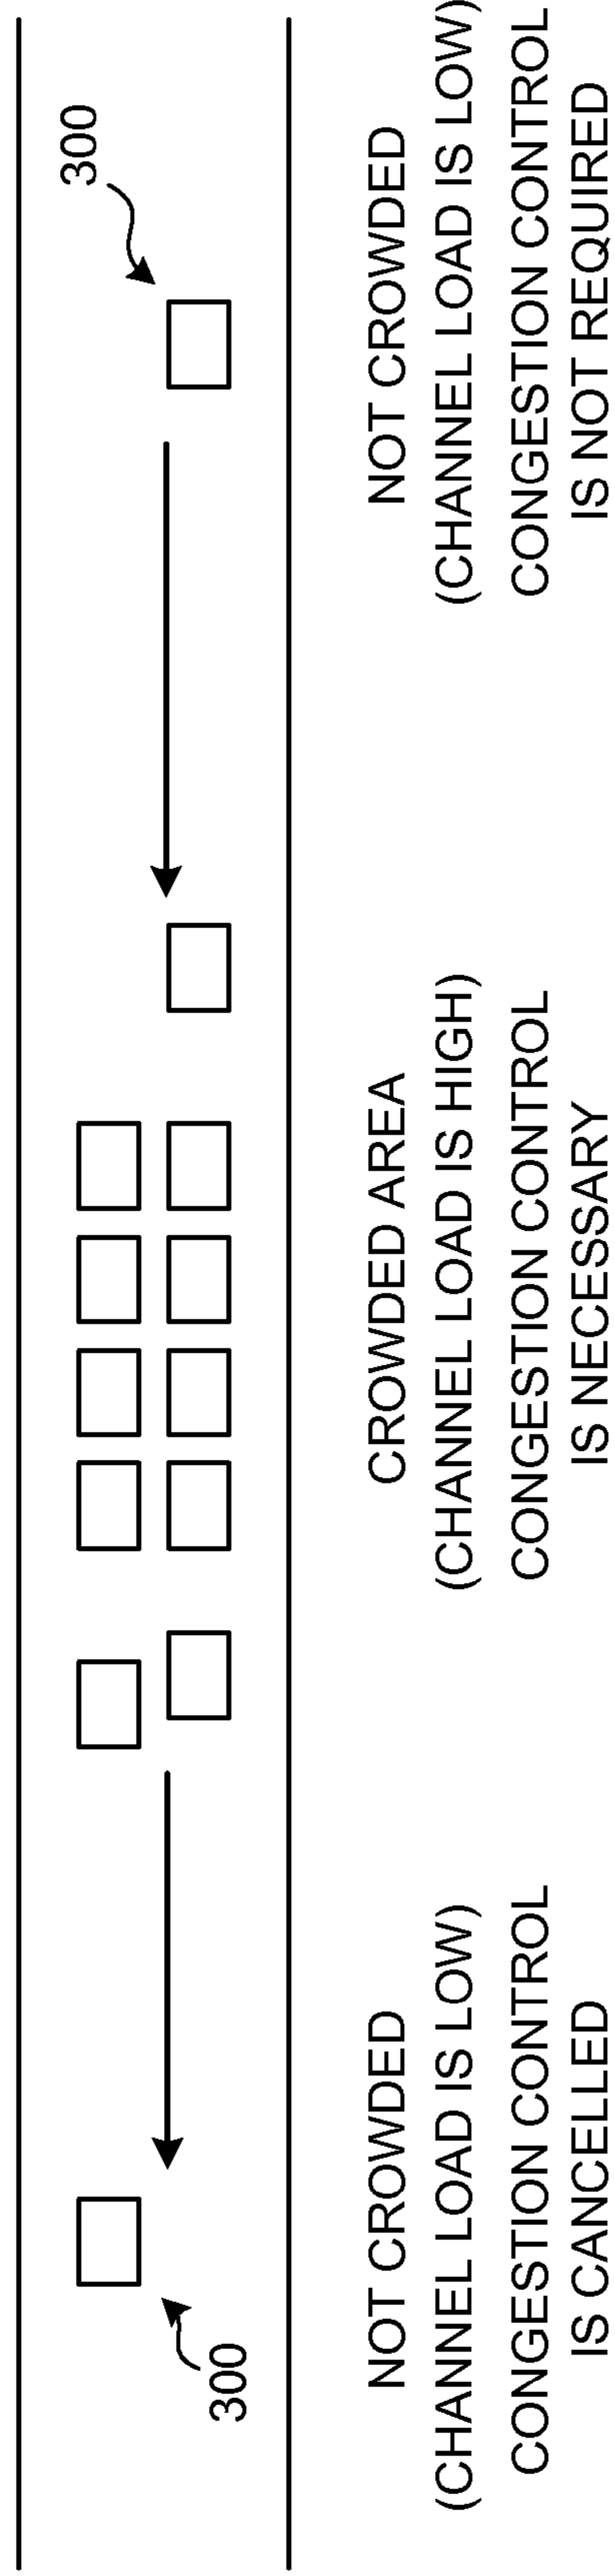 300
300
NOT CROWDED
(CHANNEL LOAD IS LOW)
CONGESTION CONTROL
IS CANCELLED
CROWDED AREA
(CHANNEL LOAD IS HIGH)
CONGESTION CONTROL
IS NECESSARY
NOT CROWDED
(CHANNEL LOAD IS LOW)
CONGESTION CONTROL
IS NOT REQUIRED